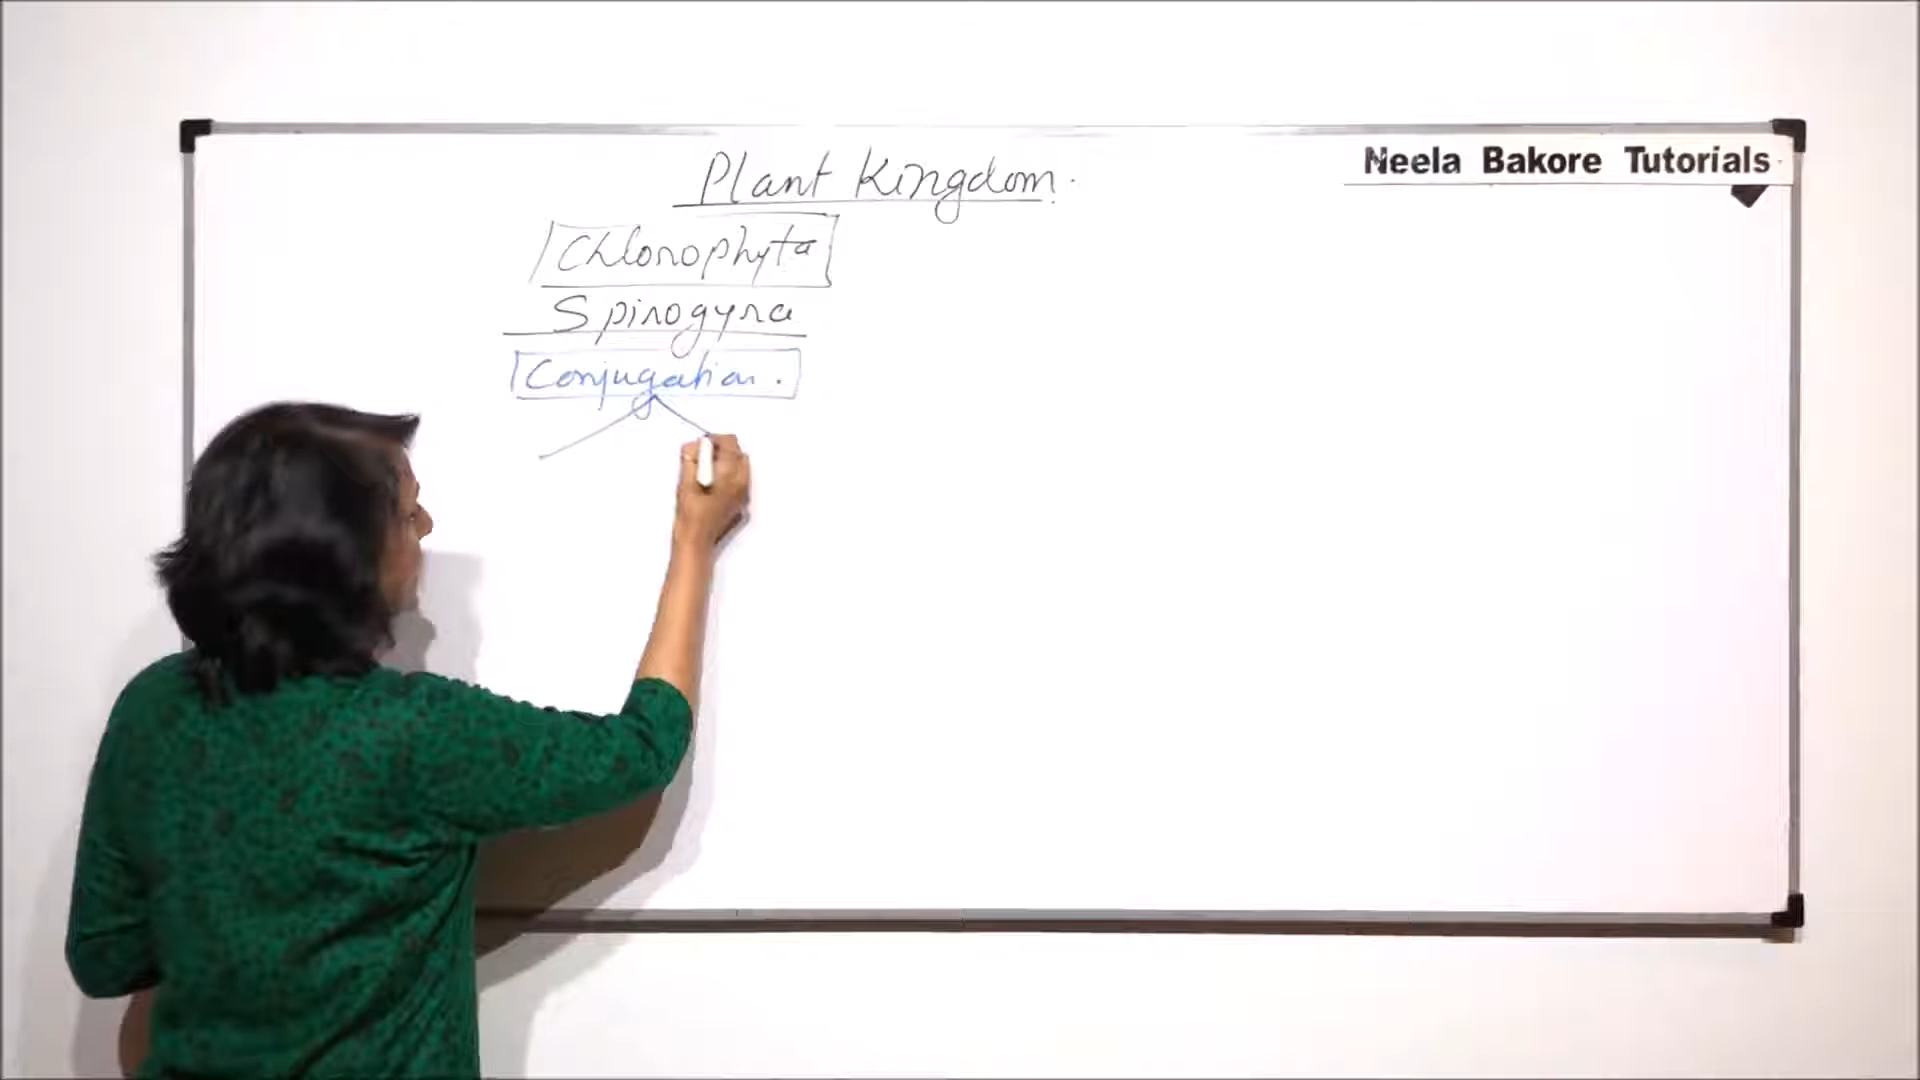 Neela Bakore Tutorials
Plant Kingdom.
Chlorophyta
Spirogyra
Conjugation.